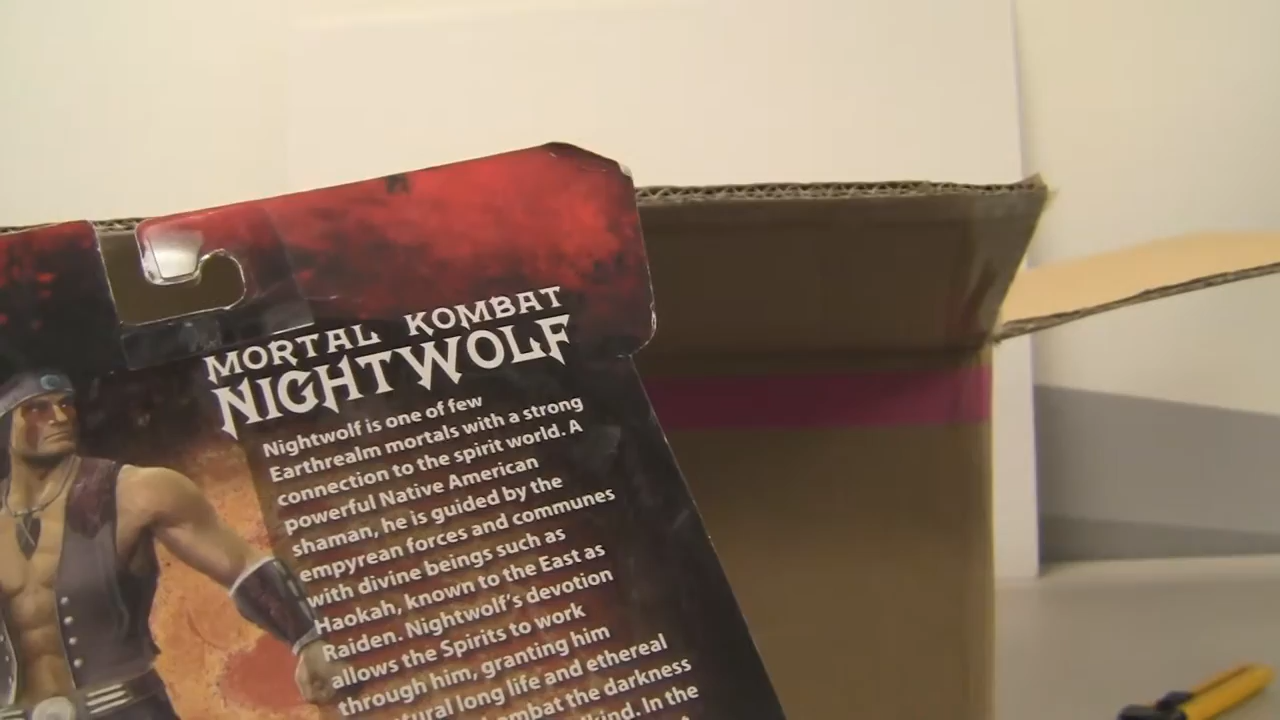 MORTAL KOMBAT
NIGHTWOLF
Nightwolf is one of few
Earthrealm mortals with a strong
connection to the spirit world. A
powerful Native American
shaman, he is guided by the
empyrean forces and communes
with divine beings such as
Haokah, known to the East as
Raiden. Nightwolf's devotion
allows the Spirits to work
through him, granting him
long life and ethereal
the darkness
In the